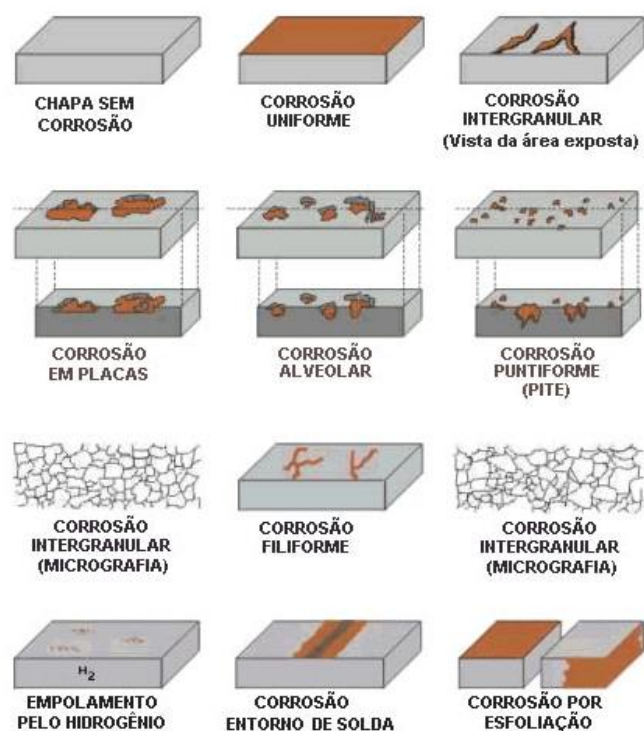 CHAPA SEM
CORROSÃO
CORROSÃO
UNIFORME
CORROSÃO
INTERGRANULAR
(Vista da área exposta)
CORROSÃO
EM PLACAS
CORROSÃO
ALVEOLAR
CORROSÃO
PUNTIFORME
(PITE)
CORROSÃO
INTERGRANULAR
(MICROGRAFIA)
CORROSÃO
FILIFORME
CORROSÃO
INTERGRANULAR
(MICROGRAFIA)
H2
EMPOLAMENTO
PELO HIDROGÊNIO
CORROSÃO
ENTORNO DE SOLDA
CORROSÃO POR
ESFOLIAÇÃO